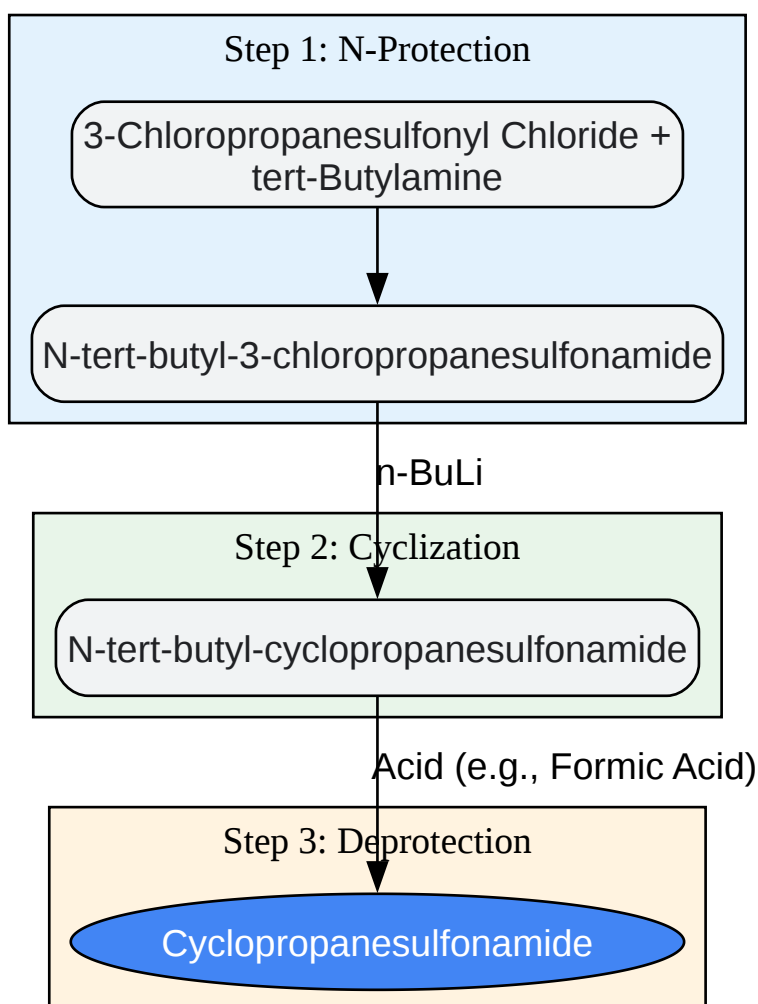 Step 1: N-Protection
3-Chloropropanesulfonyl Chloride +
tert-Butylamine
N-tert-butyl-3-chloropropanesulfonamide
n-BuLi
Step 2: Cyclization
N-tert-butyl-cyclopropanesulfonamide
Acid (e.g., Formic Acid)
Step 3: Deprotection
Cyclopropanesulfonamide